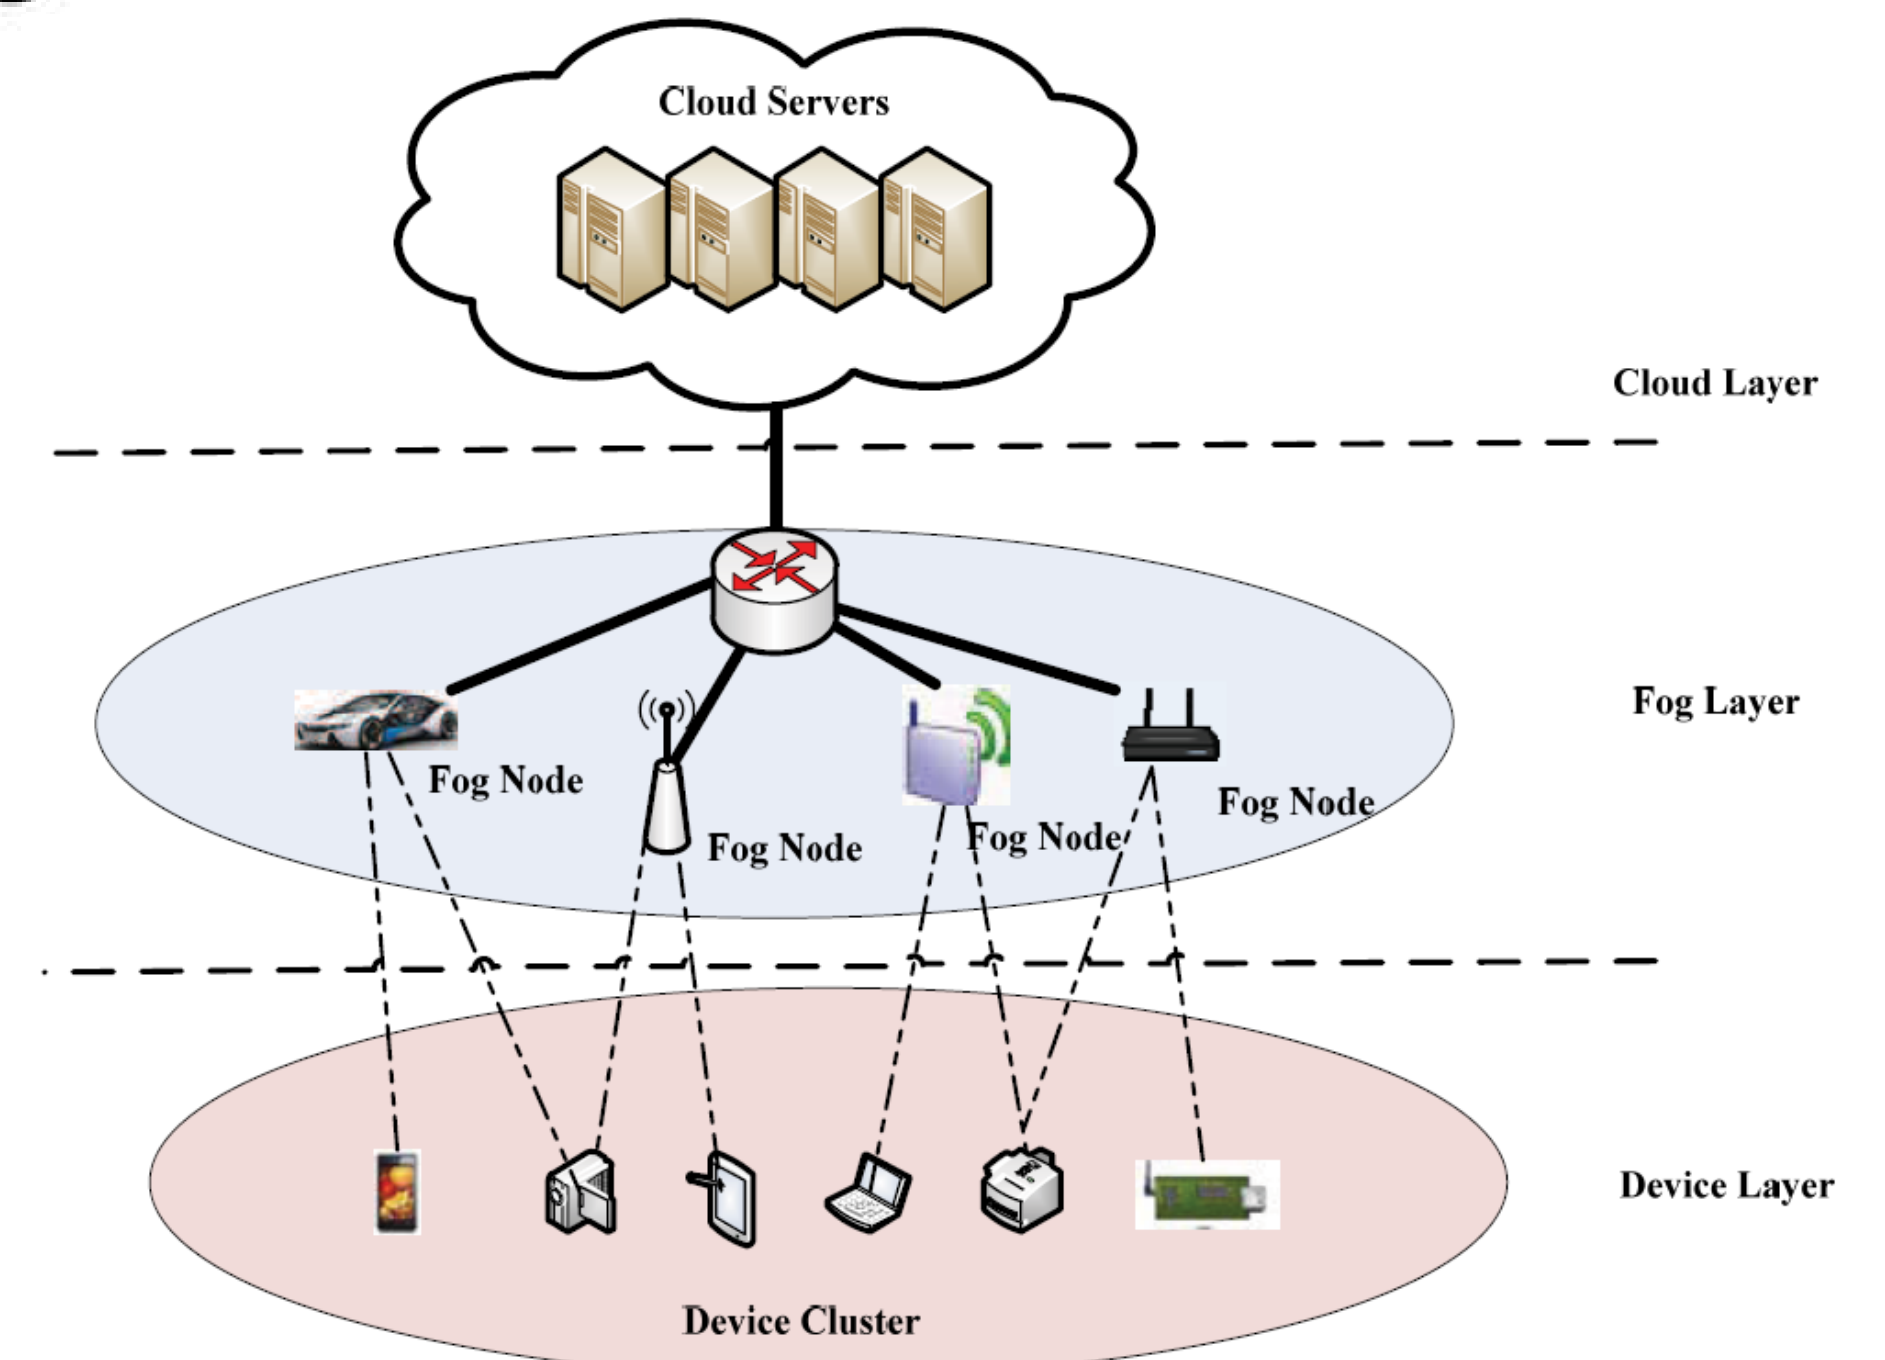 Cloud Servers
Cloud Layer
Fog Layer
Fog Node
Fog Node
Fog Node
Fog Node
Device Layer
Device Cluster